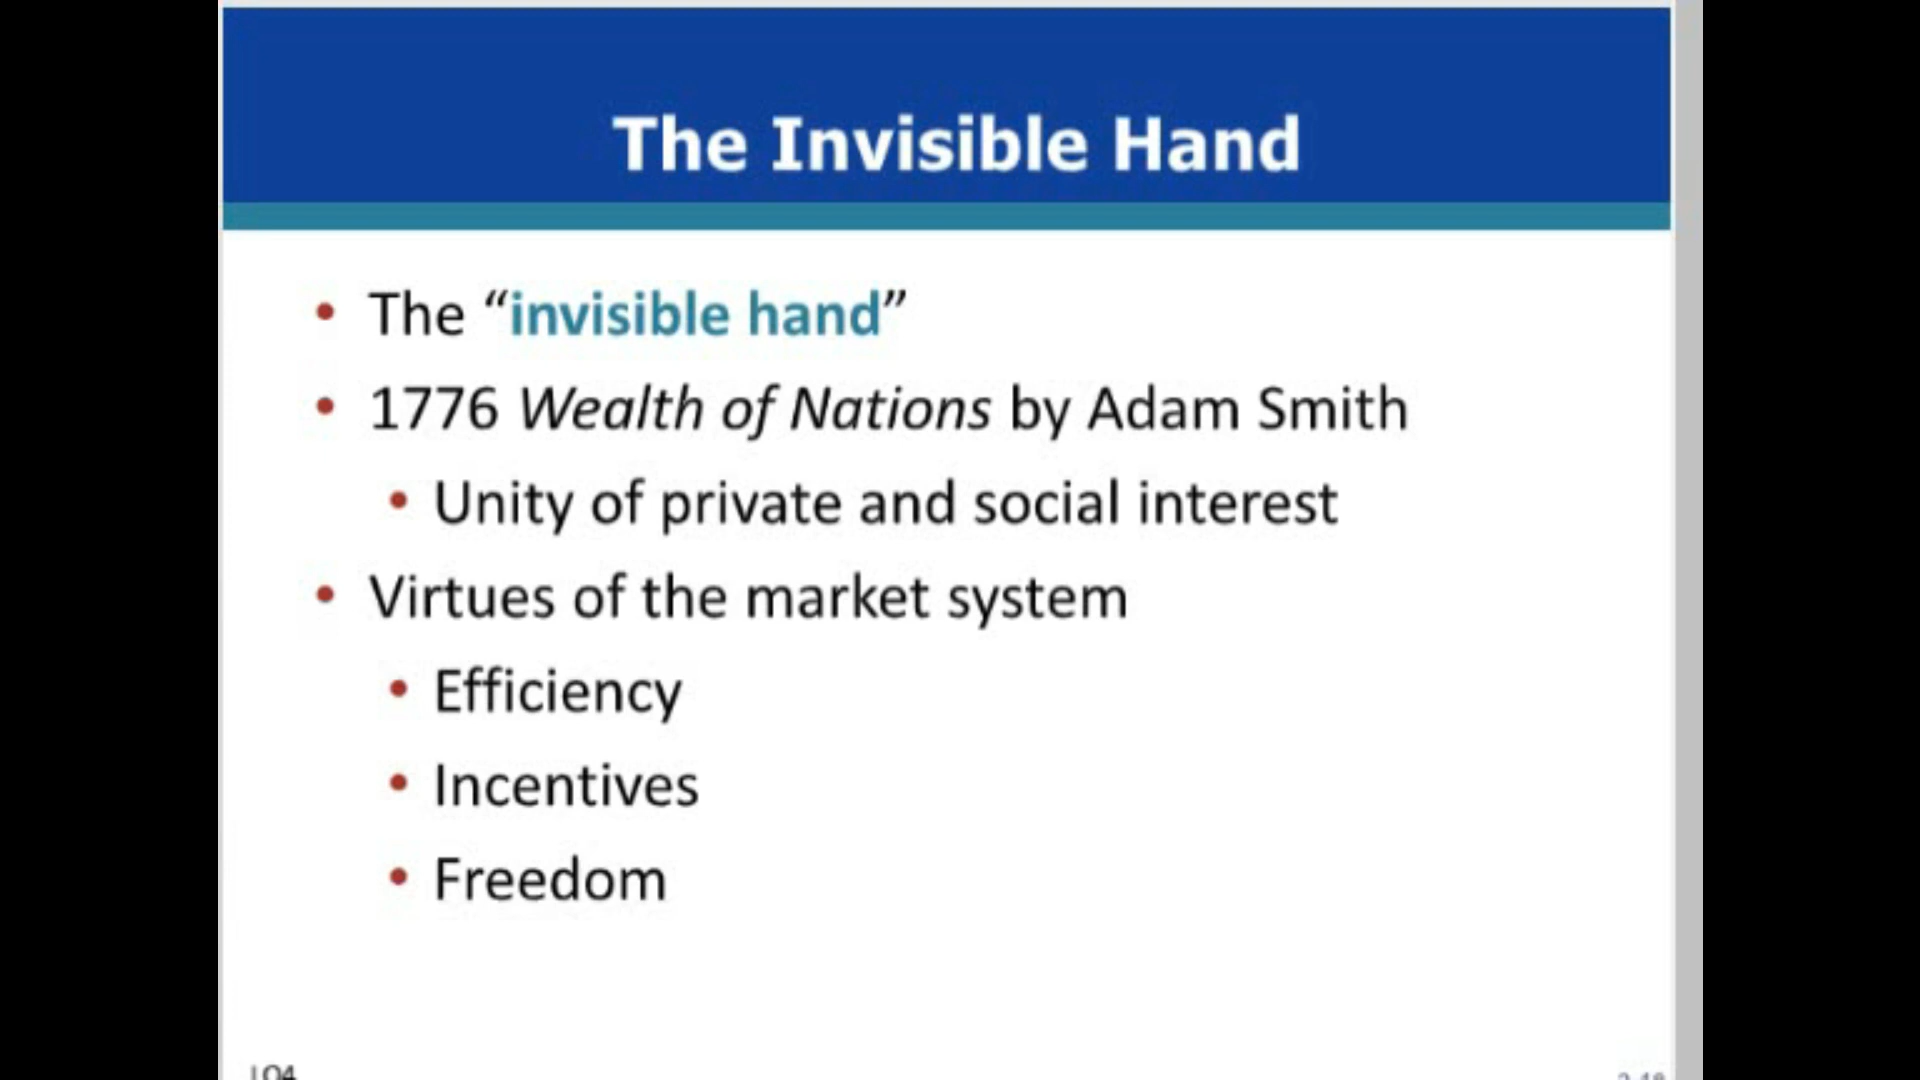 The Invisible Hand
• The “invisible hand”
• 1776 Wealth of Nations by Adam Smith
• Unity of private and social interest
• Virtues of the market system
• Efficiency
• Incentives
• Freedom
LO4